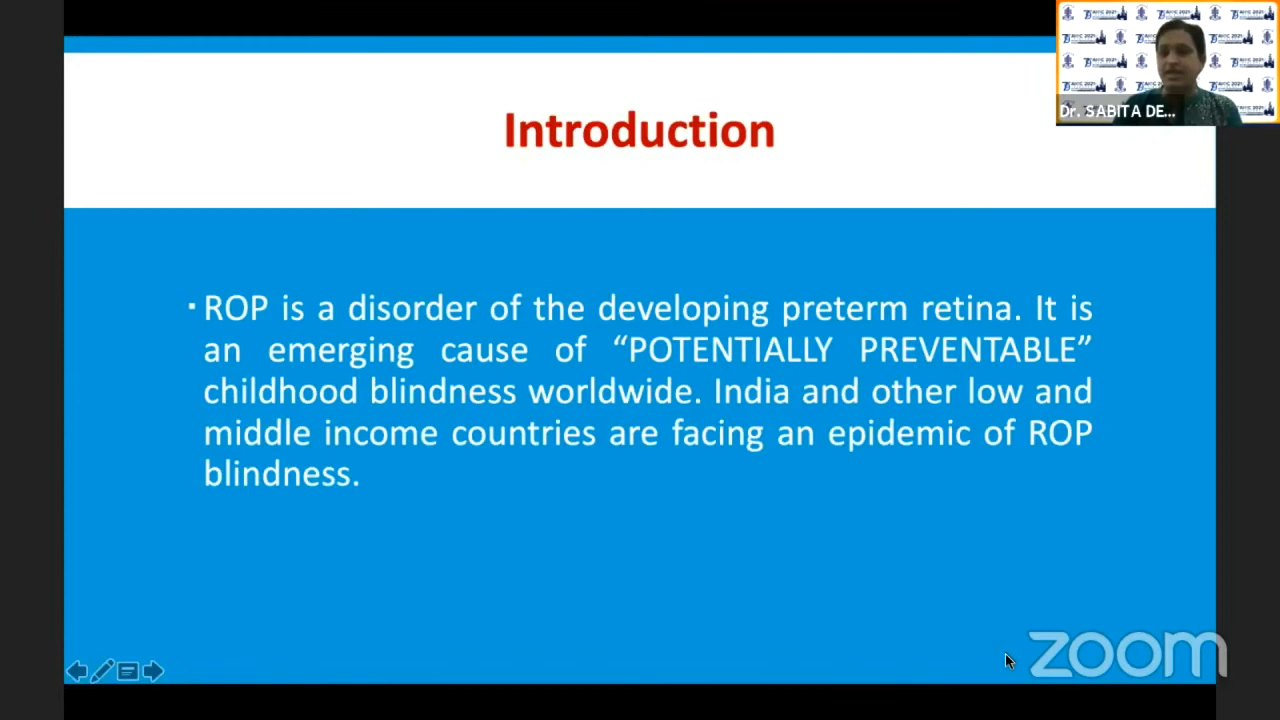 Introduction
Dr. SABITA DE...
▪ ROP is a disorder of the developing preterm retina. It is
an emerging cause of “POTENTIALLY PREVENTABLE”
childhood blindness worldwide. India and other low and
middle income countries are facing an epidemic of ROP
blindness.
zoom